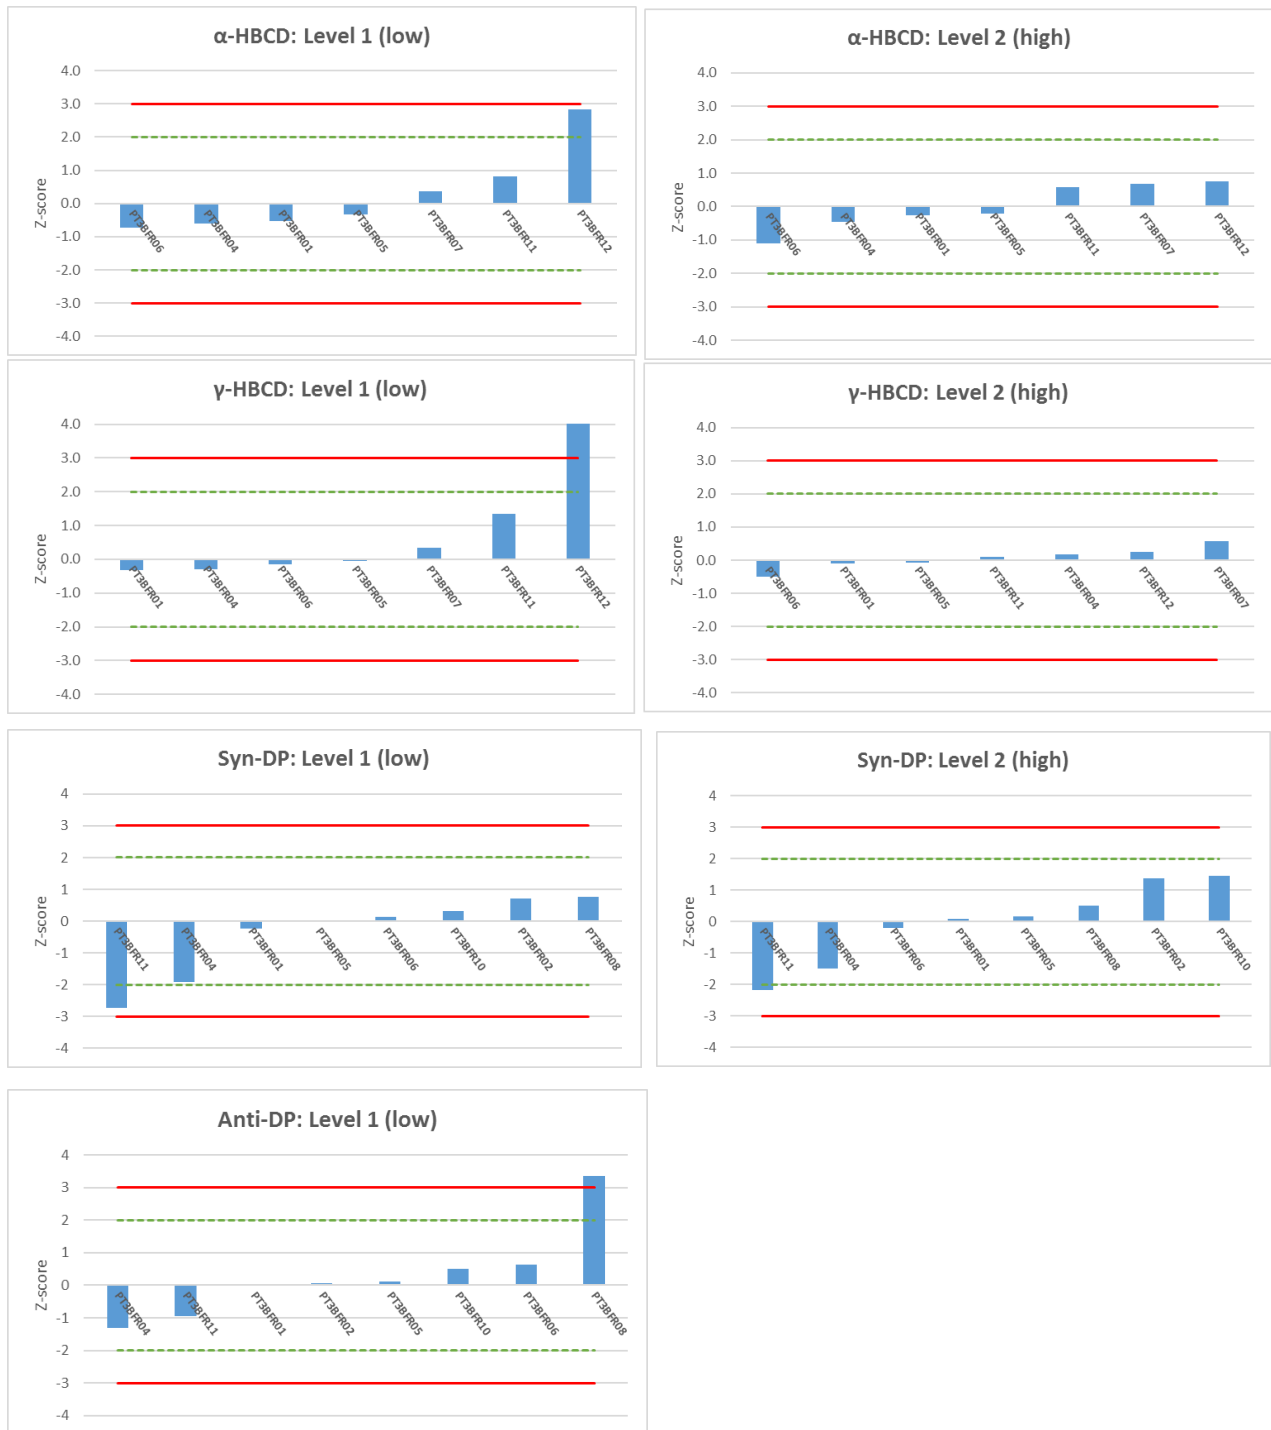 α-HBCD: Level 1 (low)
4.0
3.0
2.0
1.0
0.0
-1.0
-2.0
-3.0
-4.0
Z-score
PT3BFR06
PT3BFR04
PT3BFR01
PT3BFR05
PT3BFR07
PT3BFR11
PT3BFR12
α-HBCD: Level 2 (high)
4.0
3.0
2.0
1.0
0.0
-1.0
-2.0
-3.0
-4.0
Z-score
PT3BFR06
PT3BFR04
PT3BFR01
PT3BFR05
PT3BFR11
PT3BFR07
PT3BFR12
γ-HBCD: Level 1 (low)
4.0
3.0
2.0
1.0
0.0
-1.0
-2.0
-3.0
-4.0
Z-score
PT3BFR01
PT3BFR04
PT3BFR06
PT3BFR05
PT3BFR07
PT3BFR11
PT3BFR12
γ-HBCD: Level 2 (high)
4.0
3.0
2.0
1.0
0.0
-1.0
-2.0
-3.0
-4.0
Z-score
PT3BFR06
PT3BFR01
PT3BFR05
PT3BFR11
PT3BFR04
PT3BFR12
PT3BFR07
Syn-DP: Level 1 (low)
4
3
2
1
0
-1
-2
-3
-4
Z-score
PT3BFR11
PT3BFR04
PT3BFR01
PT3BFR05
PT3BFR06
PT3BFR10
PT3BFR02
PT3BFR08
Syn-DP: Level 2 (high)
4
3
2
1
0
-1
-2
-3
-4
Z-score
PT3BFR11
PT3BFR04
PT3BFR06
PT3BFR01
PT3BFR05
PT3BFR08
PT3BFR02
PT3BFR10
Anti-DP: Level 1 (low)
4
3
2
1
0
-1
-2
-3
-4
Z-score
PT3BFR04
PT3BFR11
PT3BFR01
PT3BFR02
PT3BFR05
PT3BFR10
PT3BFR06
PT3BFR08